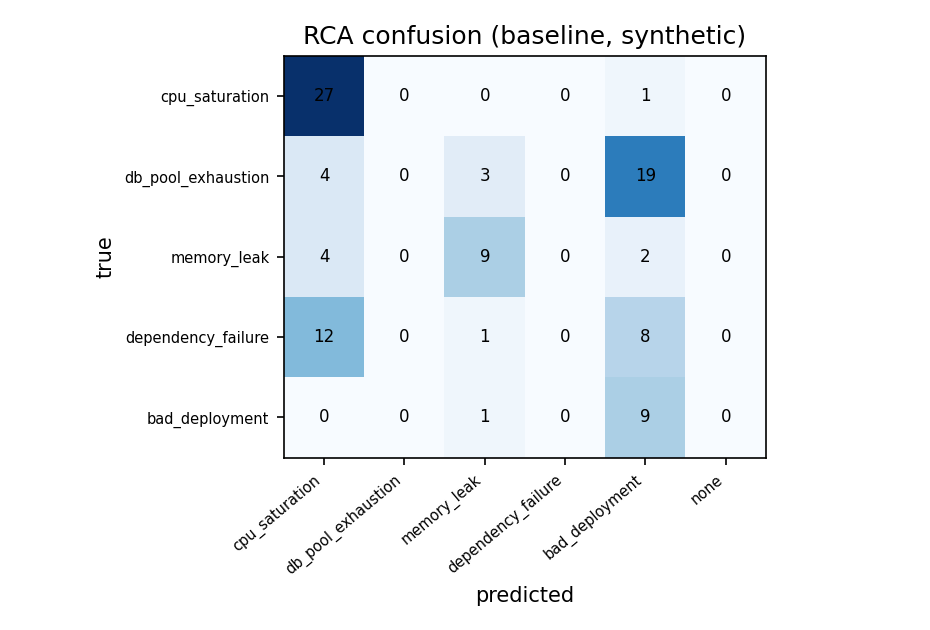 RCA confusion (baseline, synthetic)
cpu_saturation 27 0 0 0 1 0
db_pool_exhaustion 4 0 3 0 19 0
memory_leak 4 0 9 0 2 0
dependency_failure 12 0 1 0 8 0
bad_deployment 0 0 1 0 9 0
true
cpu_saturation db_pool_exhaustion memory_leak dependency_failure bad_deployment none
predicted